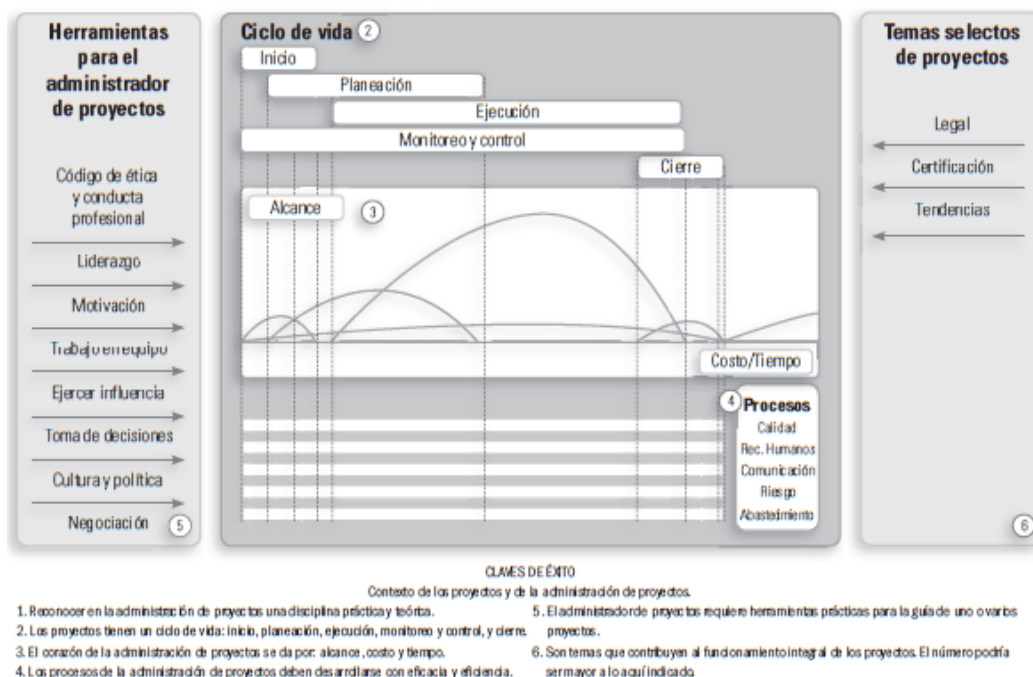 Herramientas
para el
administrador
de proyectos
Código de ética
y conducta
profesional
Liderazgo
Motivación
Trabajo en equipo
Ejercer influencia
Toma de decisiones
Cultura y política
Negociación 5
Ciclo de vida 2
Inicio
Planeación
Ejecución
Monitoreo y control
Cierre
Alcance 3
Costo/Tiempo
4 Procesos
Calidad
Rec. Humanos
Comunicación
Riesgo
Abastecimiento
Temas selectos
de proyectos
Legal
Certificación
Tendencias
6
CLAVES DE ÉXITO
Contexto de los proyectos y de la administración de proyectos.
1. Reconocer en la administración de proyectos una disciplina práctica y teórica.
2. Los proyectos tienen un ciclo de vida: inicio, planeación, ejecución, monitoreo y control, y cierre.
3. El corazón de la administración de proyectos se da por: alcance, costo y tiempo.
4. Los procesos de la administración de proyectos deben desarrollarse con eficacia y eficiencia.
5. El administrador de proyectos requiere herramientas prácticas para la guía de uno o varios
proyectos.
6. Son temas que contribuyen al funcionamiento integral de los proyectos. El número podría
ser mayor a lo aquí indicado.